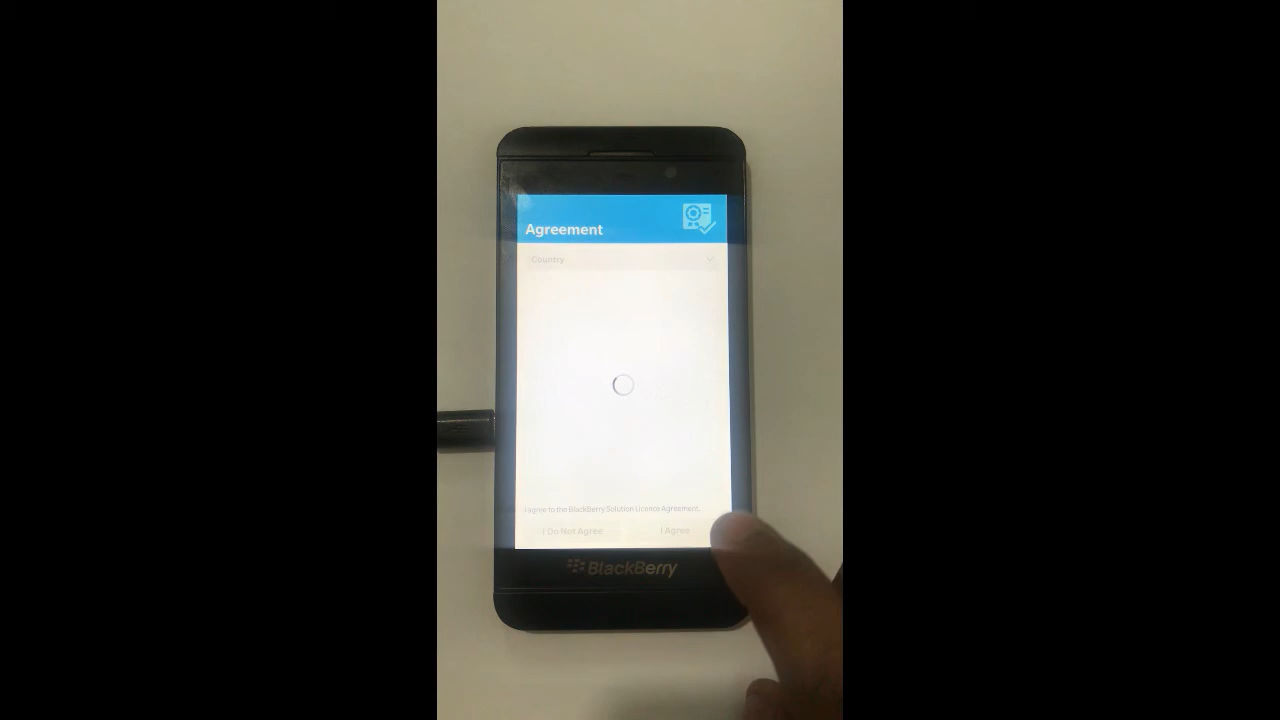 Agreement
Country
I agree to the BlackBerry Solution Licence Agreement.
I Do Not Agree
I Agree
BlackBerry